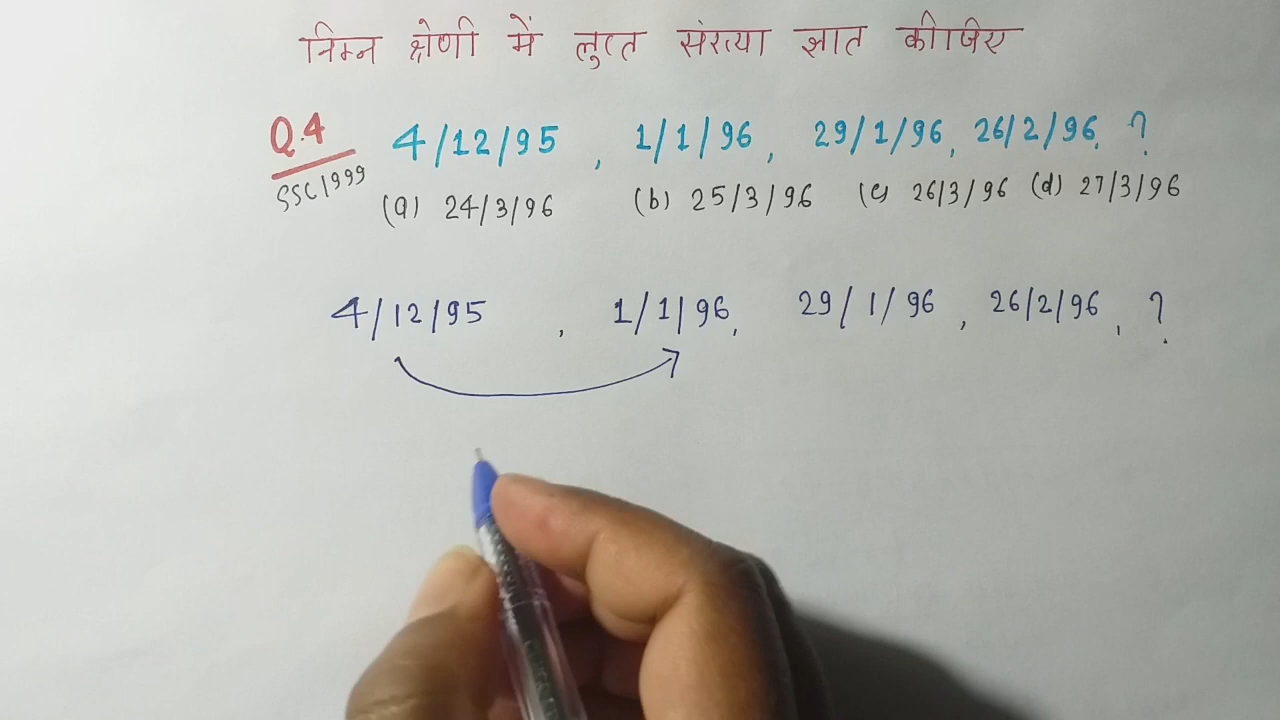 निम्न श्रेणी में लुप्त संख्या ज्ञात कीजिए
Q.4 4/12/95, 1/1/96, 29/1/96, 26/2/96, ?
SSC 1999
(a) 24/3/96 (b) 25/3/96 (c) 26/3/96 (d) 27/3/96
4/12/95, 1/1/96, 29/1/96, 26/2/96, ?